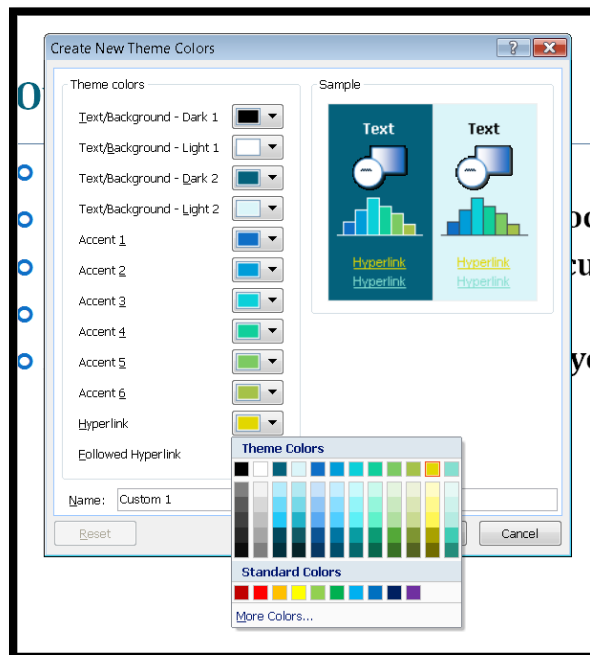 Create New Theme Colors
Theme colors
Text/Background - Dark 1
Text/Background - Light 1
Text/Background - Dark 2
Text/Background - Light 2
Accent 1
Accent 2
Accent 3
Accent 4
Accent 5
Accent 6
Hyperlink
Followed Hyperlink
Sample
Text Text
Hyperlink Hyperlink
Hyperlink Hyperlink
Name: Custom 1
Reset Cancel
Theme Colors
Standard Colors
More Colors...